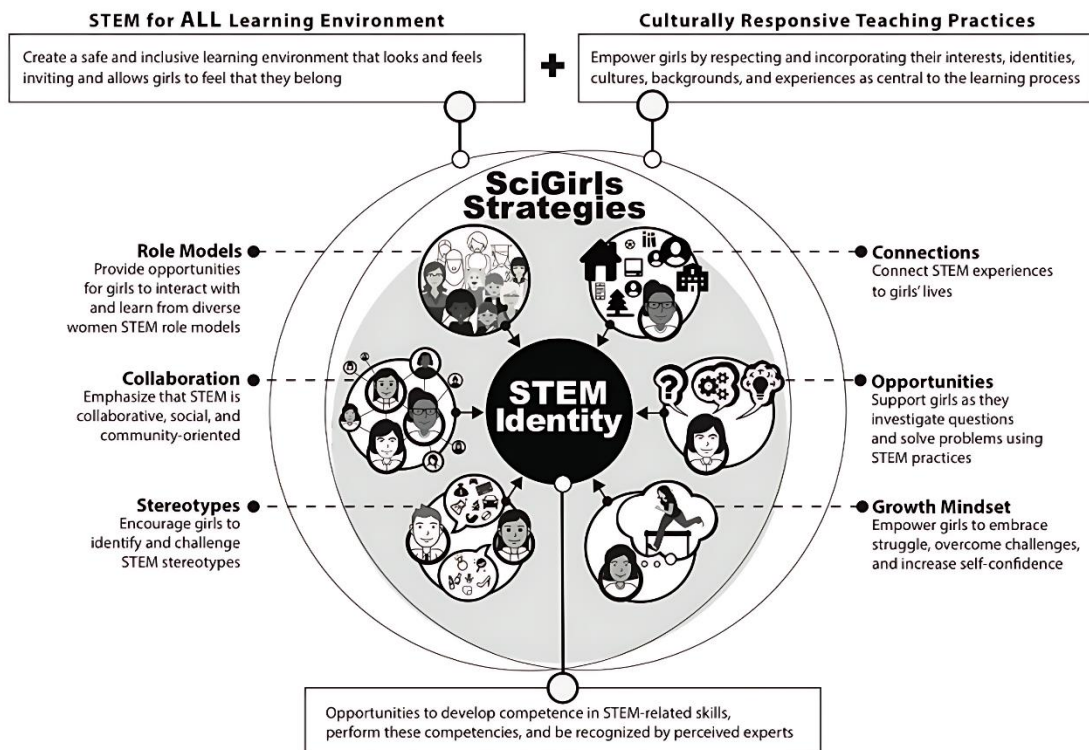 STEM for ALL Learning Environment
Create a safe and inclusive learning environment that looks and feels
inviting and allows girls to feel that they belong
+
Culturally Responsive Teaching Practices
Empower girls by respecting and incorporating their interests, identities,
cultures, backgrounds, and experiences as central to the learning process
SciGirls
Strategies
Role Models
Provide opportunities
for girls to interact with
and learn from diverse
women STEM role models
Collaboration
Emphasize that STEM is
collaborative, social, and
community-oriented
Stereotypes
Encourage girls to
identify and challenge
STEM stereotypes
STEM
Identity
?
Connections
Connect STEM experiences
to girls' lives
Opportunities
Support girls as they
investigate questions
and solve problems using
STEM practices
Growth Mindset
Empower girls to embrace
struggle, overcome challenges,
and increase self-confidence
Opportunities to develop competence in STEM-related skills,
perform these competencies, and be recognized by perceived experts